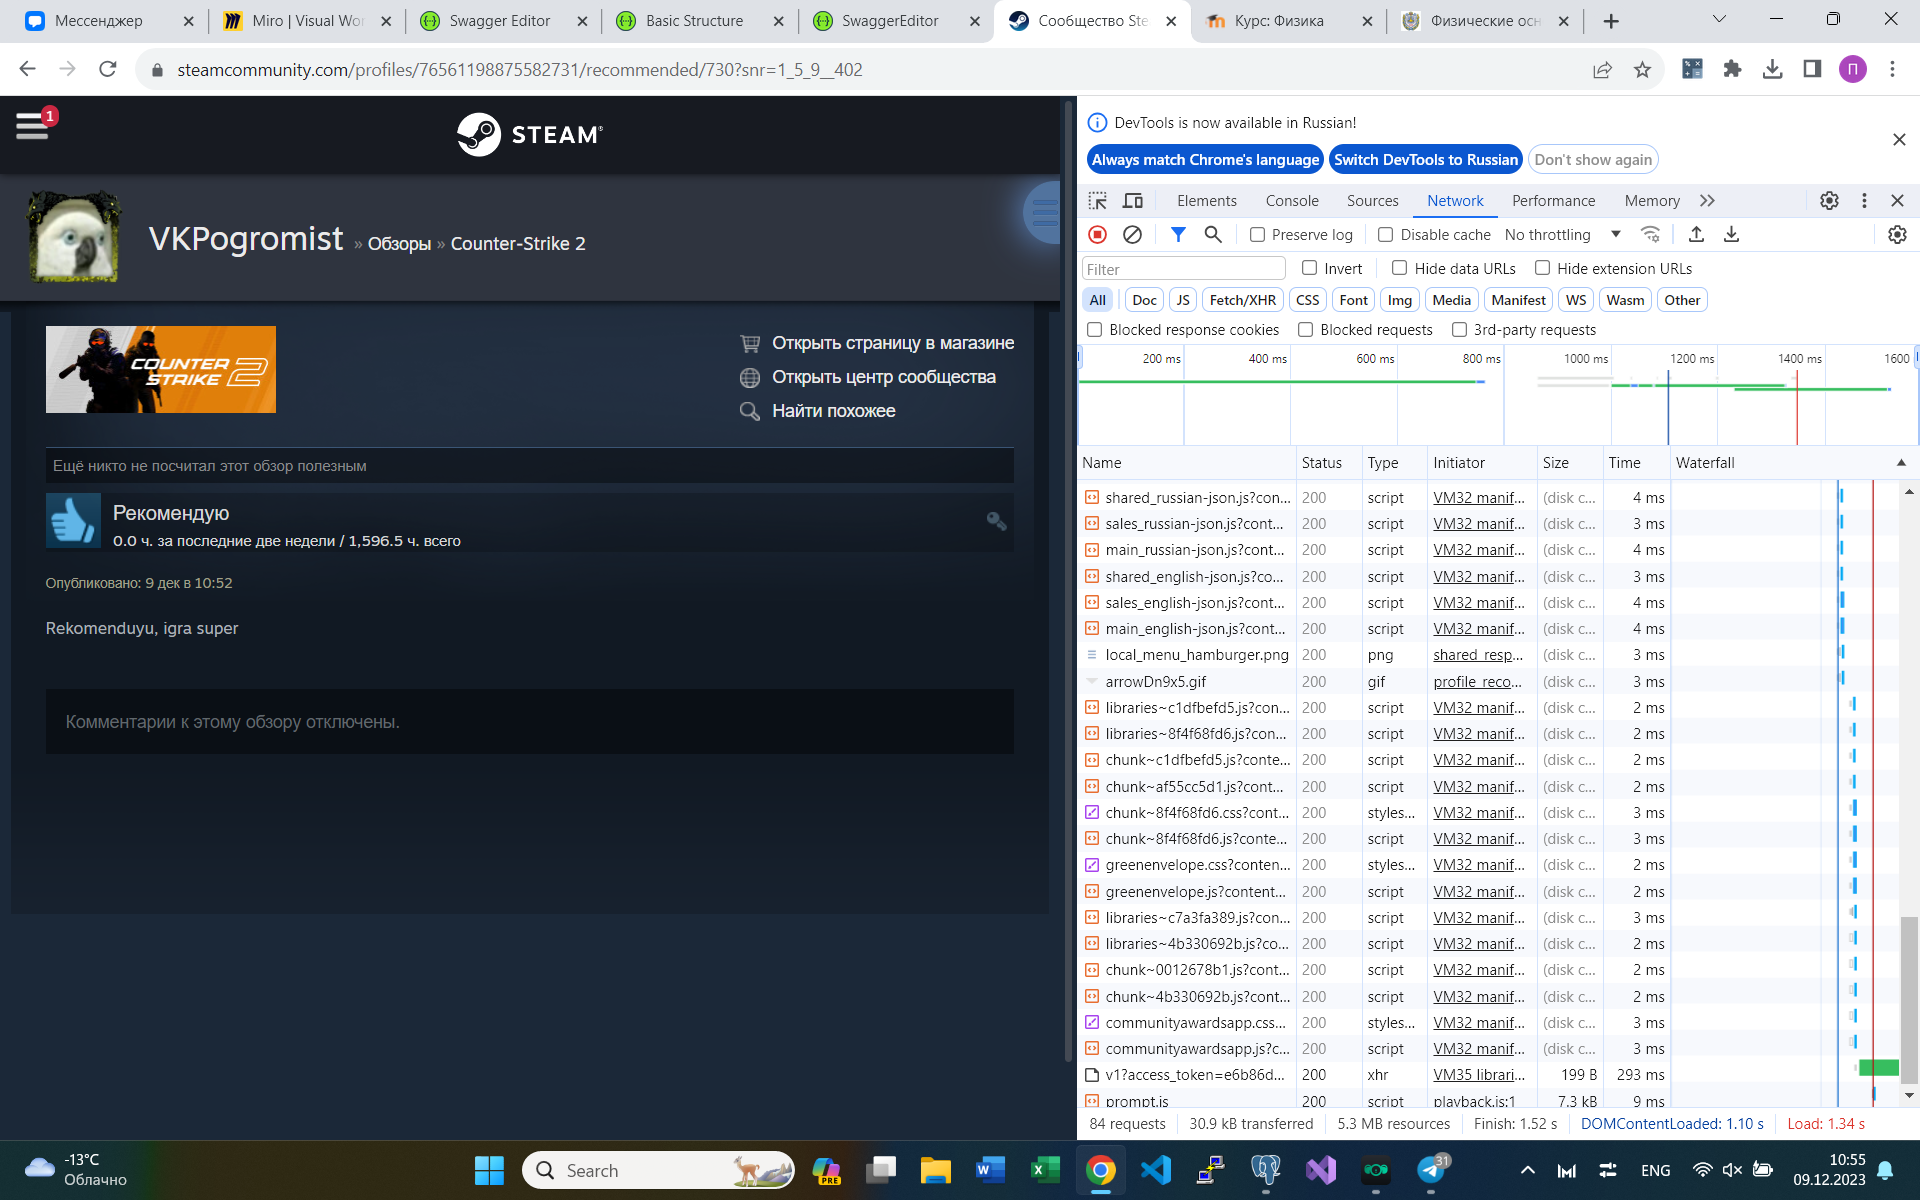 Мессенджер
Miro | Visual Wor
Swagger Editor
Basic Structure
SwaggerEditor
Сообщество Ste
Курс: Физика
Физические осн
steamcommunity.com/profiles/76561198875582731/recommended/730?snr=1_5_9__402
П
1
STEAM
VKPogromist » Обзоры » Counter-Strike 2
COUNTER STRIKE 2
Открыть страницу в магазине
Открыть центр сообщества
Найти похожее
Ещё никто не посчитал этот обзор полезным
Рекомендую
0.0 ч. за последние две недели / 1,596.5 ч. всего
Опубликовано: 9 дек в 10:52
Rekomenduyu, igra super
Комментарии к этому обзору отключены.
DevTools is now available in Russian!
Always match Chrome's language Switch DevTools to Russian Don't show again
Elements Console Sources Network Performance Memory
Preserve log Disable cache No throttling
Filter Invert Hide data URLs Hide extension URLs
All Doc JS Fetch/XHR CSS Font Img Media Manifest WS Wasm Other
Blocked response cookies Blocked requests 3rd-party requests
200 ms 400 ms 600 ms 800 ms 1000 ms 1200 ms 1400 ms 1600
Name Status Type Initiator Size Time Waterfall
shared_russian-json.js?con... 200 script VM32 manif... (disk c... 4 ms
sales_russian-json.js?cont... 200 script VM32 manif... (disk c... 3 ms
main_russian-json.js?cont... 200 script VM32 manif... (disk c... 4 ms
shared_english-json.js?co... 200 script VM32 manif... (disk c... 3 ms
sales_english-json.js?cont... 200 script VM32 manif... (disk c... 4 ms
main_english-json.js?cont... 200 script VM32 manif... (disk c... 4 ms
local_menu_hamburger.png 200 png shared_resp... (disk c... 3 ms
arrowDn9x5.gif 200 gif profile_reco... (disk c... 3 ms
libraries~c1dfbefd5.js?con... 200 script VM32 manif... (disk c... 2 ms
libraries~8f4f68fd6.js?con... 200 script VM32 manif... (disk c... 2 ms
chunk~c1dfbefd5.js?conte... 200 script VM32 manif... (disk c... 2 ms
chunk~af55cc5d1.js?cont... 200 script VM32 manif... (disk c... 2 ms
chunk~8f4f68fd6.css?cont... 200 styles... VM32 manif... (disk c... 3 ms
chunk~8f4f68fd6.js?conte... 200 script VM32 manif... (disk c... 3 ms
greenenvelope.css?conten... 200 styles... VM32 manif... (disk c... 2 ms
greenenvelope.js?content... 200 script VM32 manif... (disk c... 2 ms
libraries~c7a3fa389.js?con... 200 script VM32 manif... (disk c... 3 ms
libraries~4b330692b.js?co... 200 script VM32 manif... (disk c... 2 ms
chunk~0012678b1.js?cont... 200 script VM32 manif... (disk c... 2 ms
chunk~4b330692b.js?cont... 200 script VM32 manif... (disk c... 2 ms
communityawardsapp.css... 200 styles... VM32 manif... (disk c... 3 ms
communityawardsapp.js?c... 200 script VM32 manif... (disk c... 3 ms
v1?access_token=e6b86d... 200 xhr VM35 librari... 199 B 293 ms
prompt.js 200 script playback.js:1 7.3 kB 9 ms
84 requests 30.9 kB transferred 5.3 MB resources Finish: 1.52 s DOMContentLoaded: 1.10 s Load: 1.34 s
-13°C
Облачно
Search
PRE
31
ENG
10:55
09.12.2023